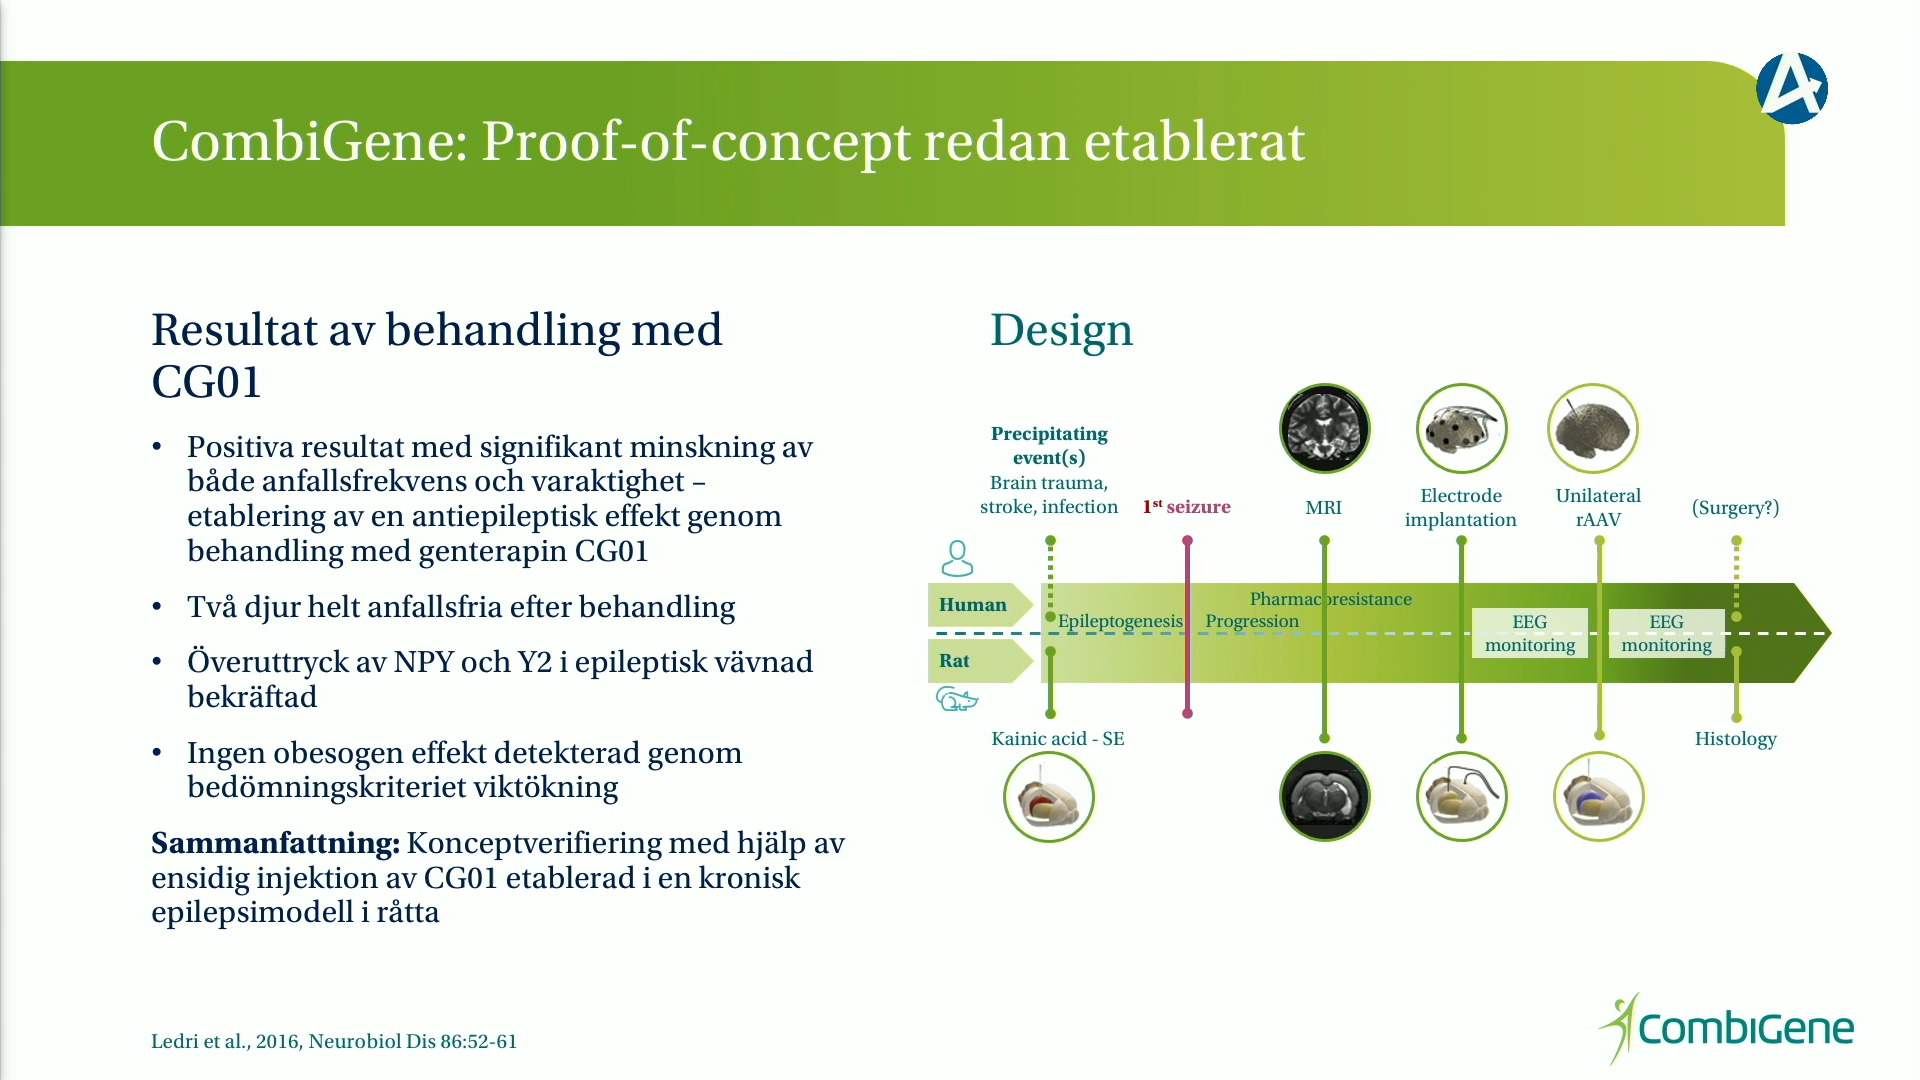 CombiGene: Proof-of-concept redan etablerat
Resultat av behandling med
CG01
• Positiva resultat med signifikant minskning av
både anfallsfrekvens och varaktighet –
etablering av en antiepileptisk effekt genom
behandling med genterapin CG01
• Två djur helt anfallsfria efter behandling
• Överuttryck av NPY och Y2 i epileptisk vävnad
bekräftad
• Ingen obesogen effekt detekterad genom
bedömningskriteriet viktökning
Sammanfattning: Konceptverifiering med hjälp av
ensidig injektion av CG01 etablerad i en kronisk
epilepsimodell i råtta
Ledri et al., 2016, Neurobiol Dis 86:52-61
Design
Precipitating
event(s)
Brain trauma,
stroke, infection
1st seizure
MRI
Electrode
implantation
Unilateral
rAAV
(Surgery?)
Human
Rat
Epileptogenesis
Progression
Pharmacoresistance
EEG
monitoring
EEG
monitoring
Kainic acid - SE
Histology
CombiGene